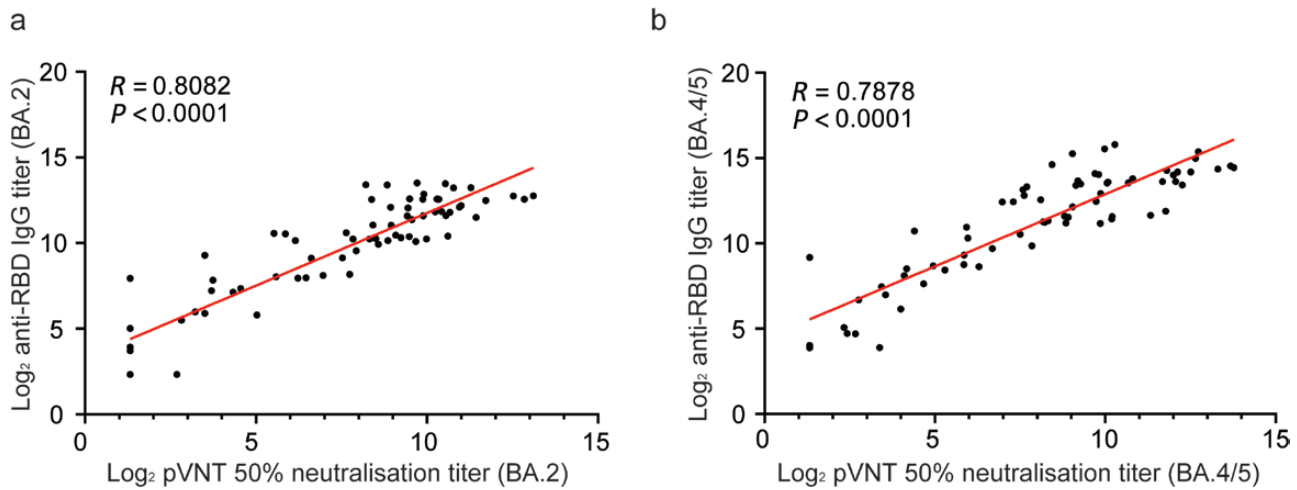 a
b
R = 0.8082
P < 0.0001
Log₂ anti-RBD IgG titer (BA.2)
20
15
10
5
0
0 5 10 15
Log₂ pVNT 50% neutralisation titer (BA.2)
R = 0.7878
P < 0.0001
Log₂ anti-RBD IgG titer (BA.4/5)
20
15
10
5
0
0 5 10 15
Log₂ pVNT 50% neutralisation titer (BA.4/5)